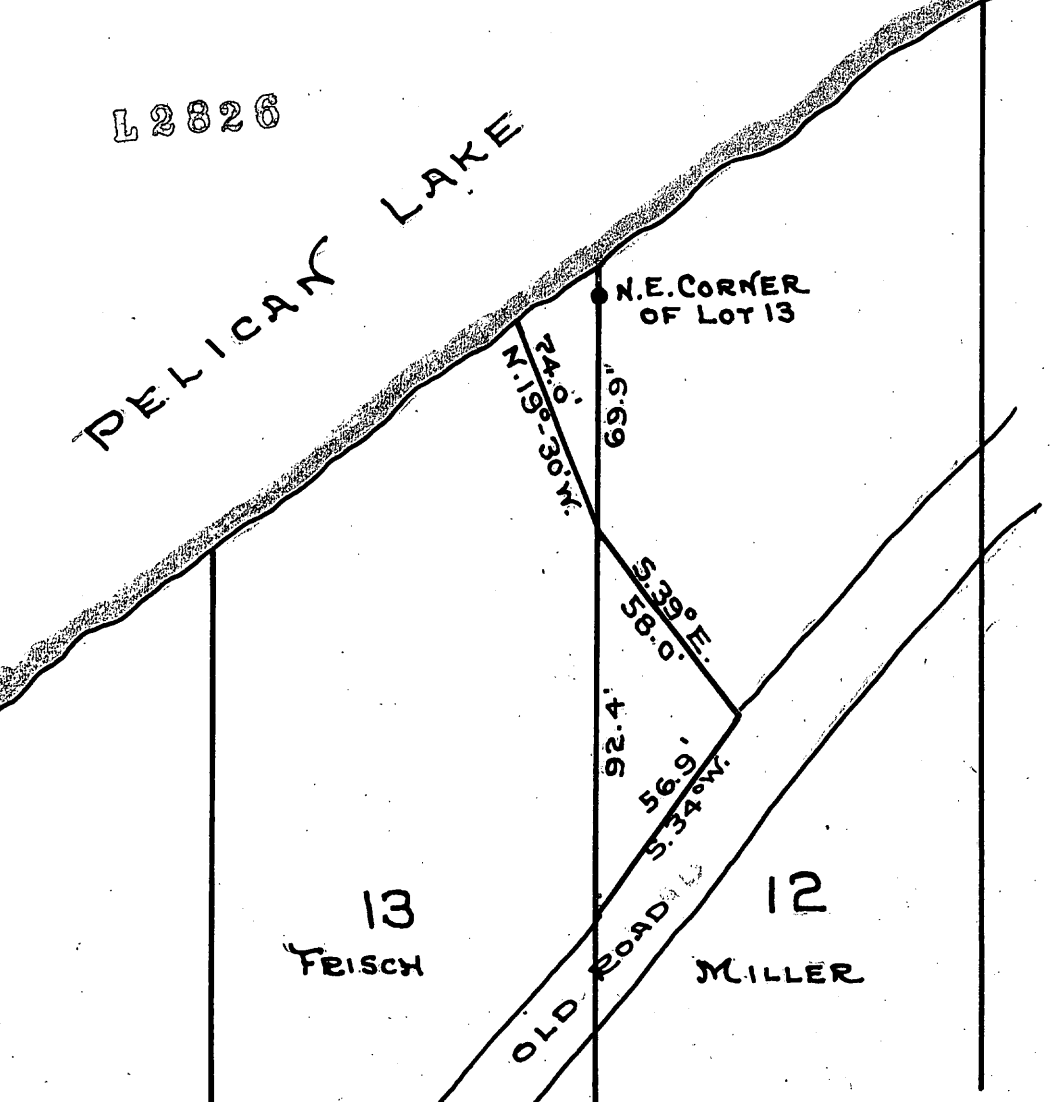 L2826
PELICAN LAKE
N.E. CORNER
OF LOT 13
74.0'
N.19°-30'W.
69.9"
S.39°E.
58.0'
92.4'
56.9'
S.34°W.
13
FRISCH
12
MILLER
OLD ROAD